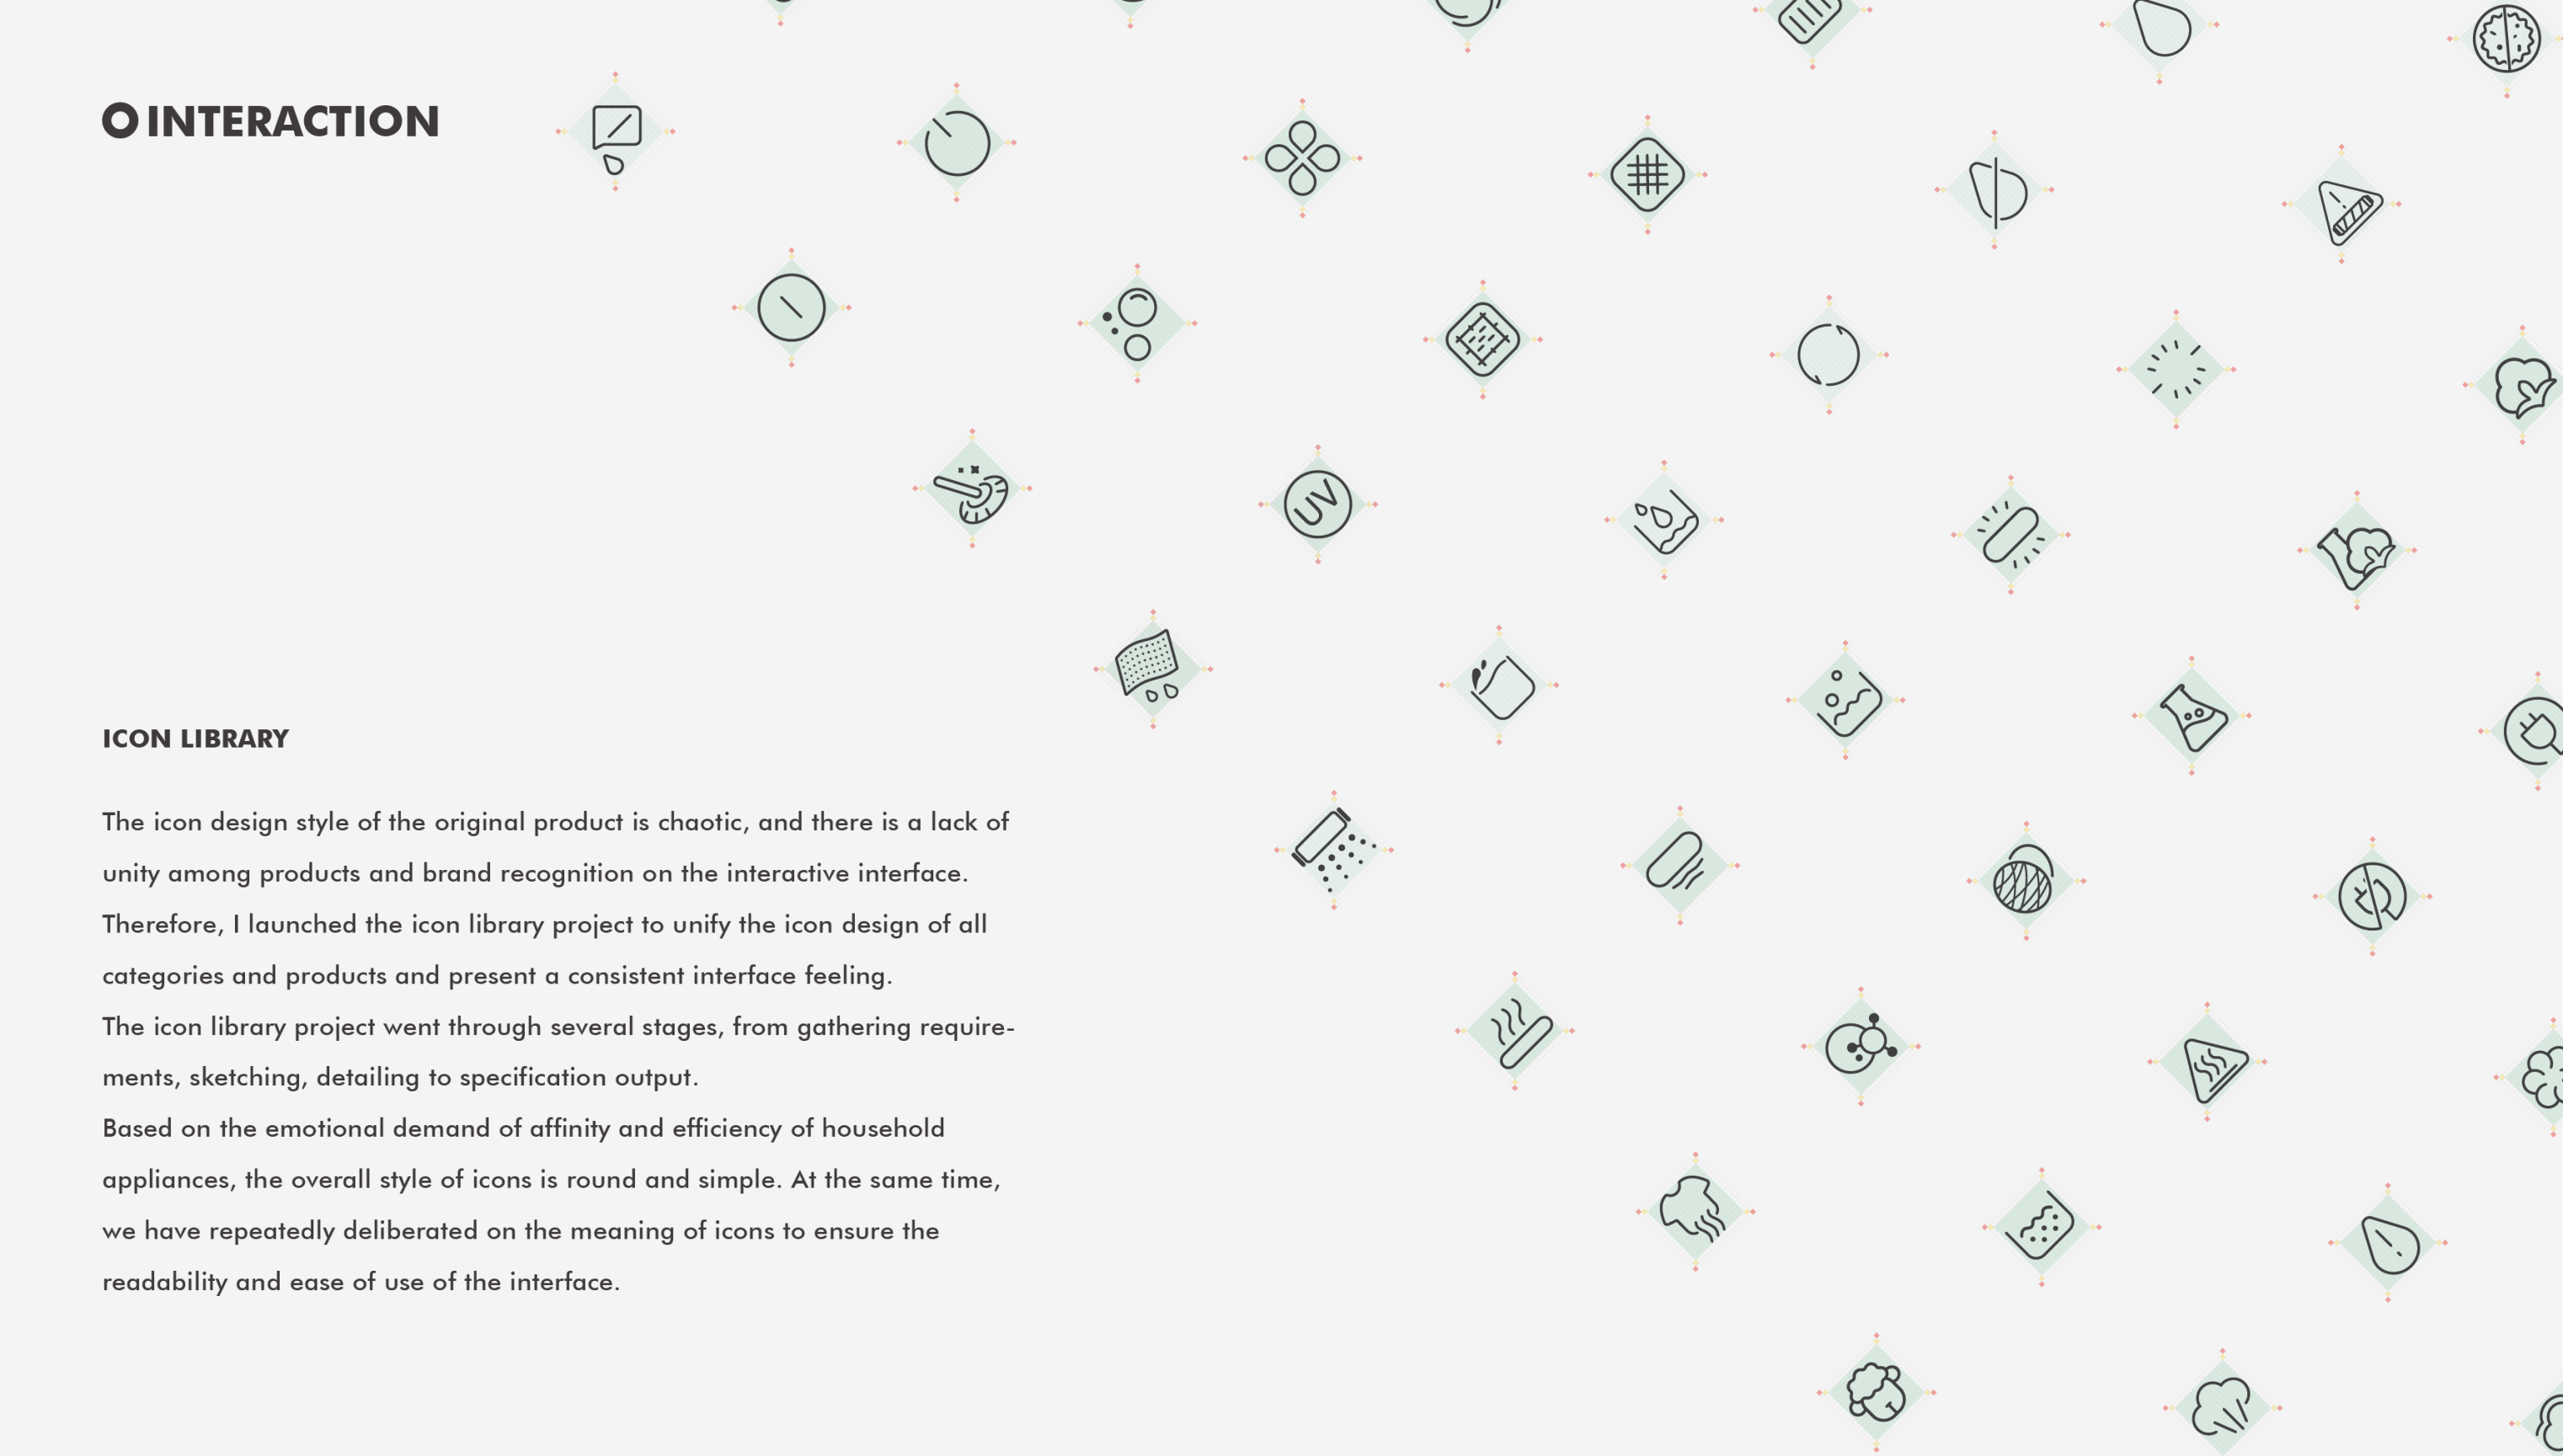 INTERACTION
UV
ICON LIBRARY
The icon design style of the original product is chaotic, and there is a lack of
unity among products and brand recognition on the interactive interface.
Therefore, I launched the icon library project to unify the icon design of all
categories and products and present a consistent interface feeling.
The icon library project went through several stages, from gathering require-
ments, sketching, detailing to specification output.
Based on the emotional demand of affinity and efficiency of household
appliances, the overall style of icons is round and simple. At the same time,
we have repeatedly deliberated on the meaning of icons to ensure the
readability and ease of use of the interface.